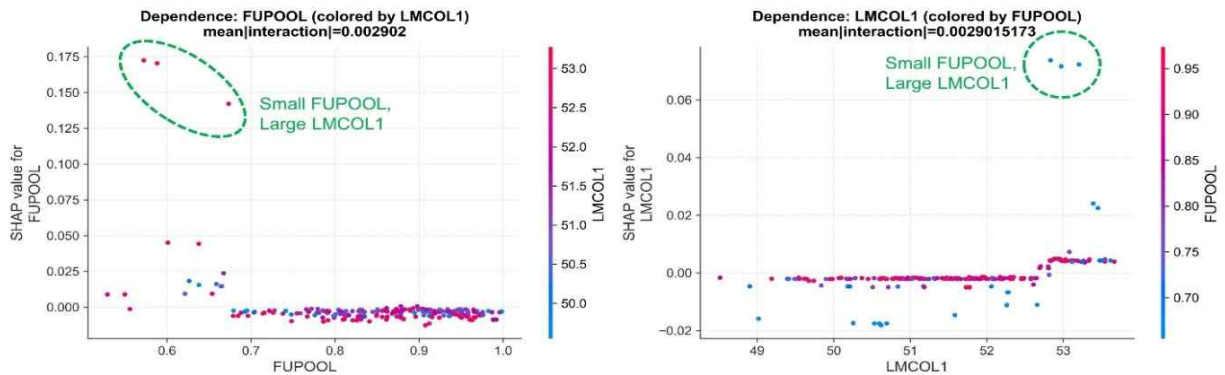 Dependence: FUPOOL (colored by LMCOL1)
mean|interaction|=0.002902
0.175
0.150
0.125
0.100
0.075
0.050
0.025
0.000
SHAP value for
FUPOOL
Small FUPOOL,
Large LMCOL1
0.6
0.7
0.8
0.9
1.0
FUPOOL
53.0
52.5
52.0
51.5
51.0
50.5
50.0
LMCOL1
Dependence: LMCOL1 (colored by FUPOOL)
mean|interaction|=0.0029015173
0.06
0.04
0.02
0.00
−0.02
SHAP value for
LMCOL1
Small FUPOOL,
Large LMCOL1
49
50
51
52
53
LMCOL1
0.95
0.90
0.85
0.80
0.75
0.70
FUPOOL